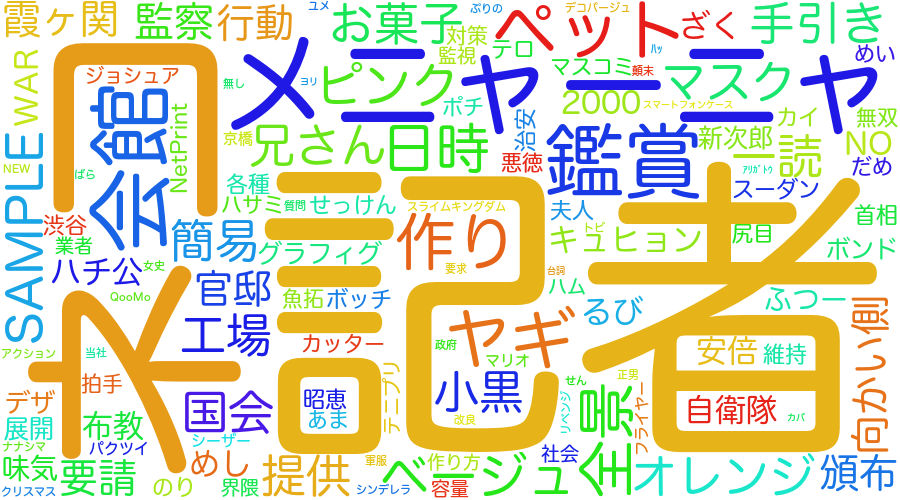 霞ヶ関
監察
行動
ユメ
お菓子
ぷりの
対策
監視
テロ
ペット
デコパージュ
ざく
ハッ
顛末
手引き
めい
WAR
ジョシュア
無し
ヨリ
メーニャーニャ
ピンク
ポチ
マスコミ
マスク
スマートフォンケース
2000
カイ
無双
SAMPLE
会館
NetPrint
京橋
兄さん
日時
治安
悪徳
鑑賞
新次郎
一読
NO
だめ
NEW
ばら
各種
ハサミ
質問
せっけん
スライムキングダム
夫人
ｱﾘｶﾞﾄｩ
スーダン
首相
渋谷
業者
ハチ公
女史
簡易
グラフィグ
作り
要求
キュヒョン
トビ
尻目
ボンド
記者
QooMo
官邸
魚拓
ボッチ
台詞
ハム
るび
ふつー
アクション
当社
工場
カッター
政府
ヤギ
マリオ
安倍
維持
向かい側
拍手
国会
昭恵
あま
テニプリ
小黒
せん
正男
自衛隊
デザ
展開
布教
改良
リベンジ
フライヤー
カバ
ナナシマ
パクツイ
シーザー
全景
味気
要請
めし
提供
軍服
ベージュ
作り方
社会
オレンジ
頒布
クリスマス
のり
界隈
シンデレラ
容量